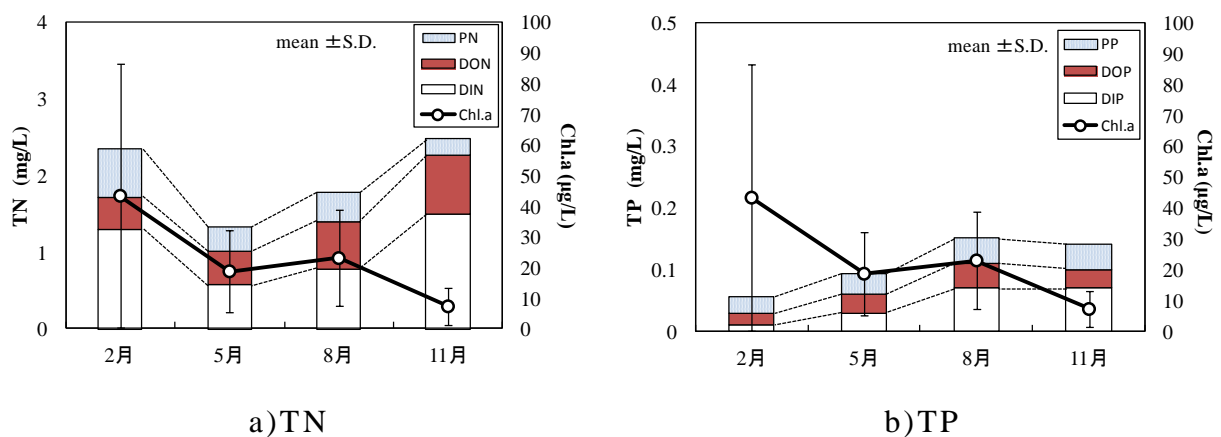 mean ±S.D.
PN
DON
DIN
Chl.a
TN (mg/L)
4
3
2
1
0
100
90
80
70
60
50
40
30
20
10
0
Chl.a (μg/L)
2月 5月 8月 11月
a)TN
mean ±S.D.
PP
DOP
DIP
Chl.a
TP (mg/L)
0.5
0.4
0.3
0.2
0.1
0
100
90
80
70
60
50
40
30
20
10
0
Chl.a (μg/L)
2月 5月 8月 11月
b)TP